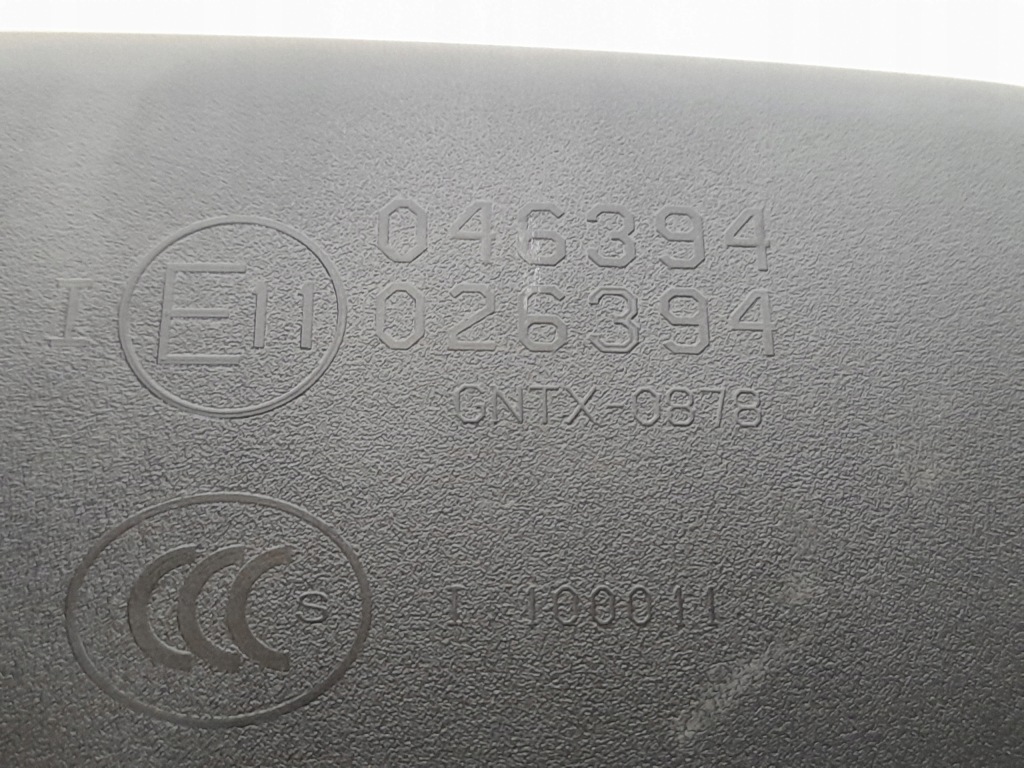 046394
I E11 026394
GNTX-0878
CCC S I 100011